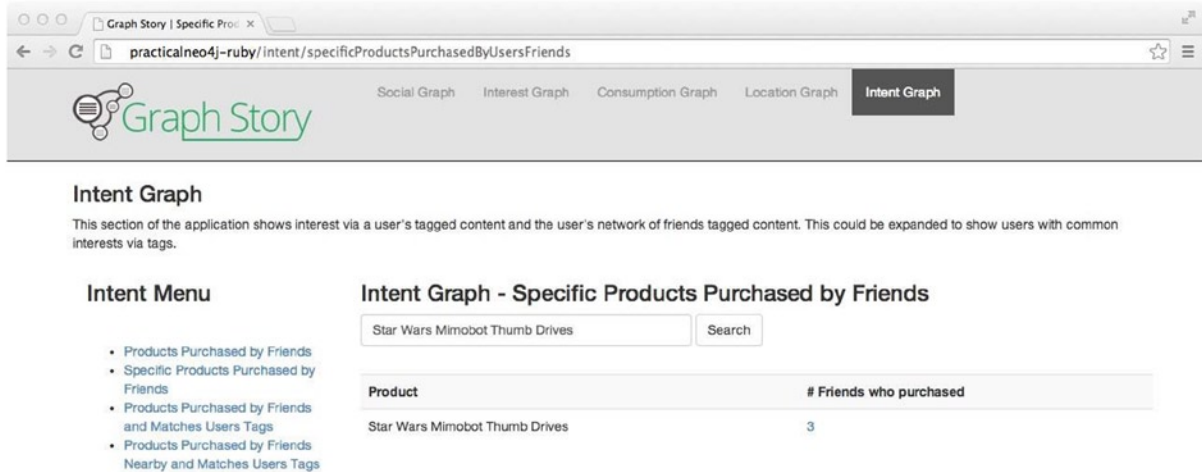 Graph Story | Specific Prod
practicalneo4j-ruby/intent/specificProductsPurchasedByUsersFriends
Graph Story
Social Graph
Interest Graph
Consumption Graph
Location Graph
Intent Graph
Intent Graph
This section of the application shows interest via a user's tagged content and the user's network of friends tagged content. This could be expanded to show users with common
interests via tags.
Intent Menu
• Products Purchased by Friends
• Specific Products Purchased by
Friends
• Products Purchased by Friends
and Matches Users Tags
• Products Purchased by Friends
Nearby and Matches Users Tags
Intent Graph - Specific Products Purchased by Friends
Star Wars Mimobot Thumb Drives
Search
Product
# Friends who purchased
Star Wars Mimobot Thumb Drives
3